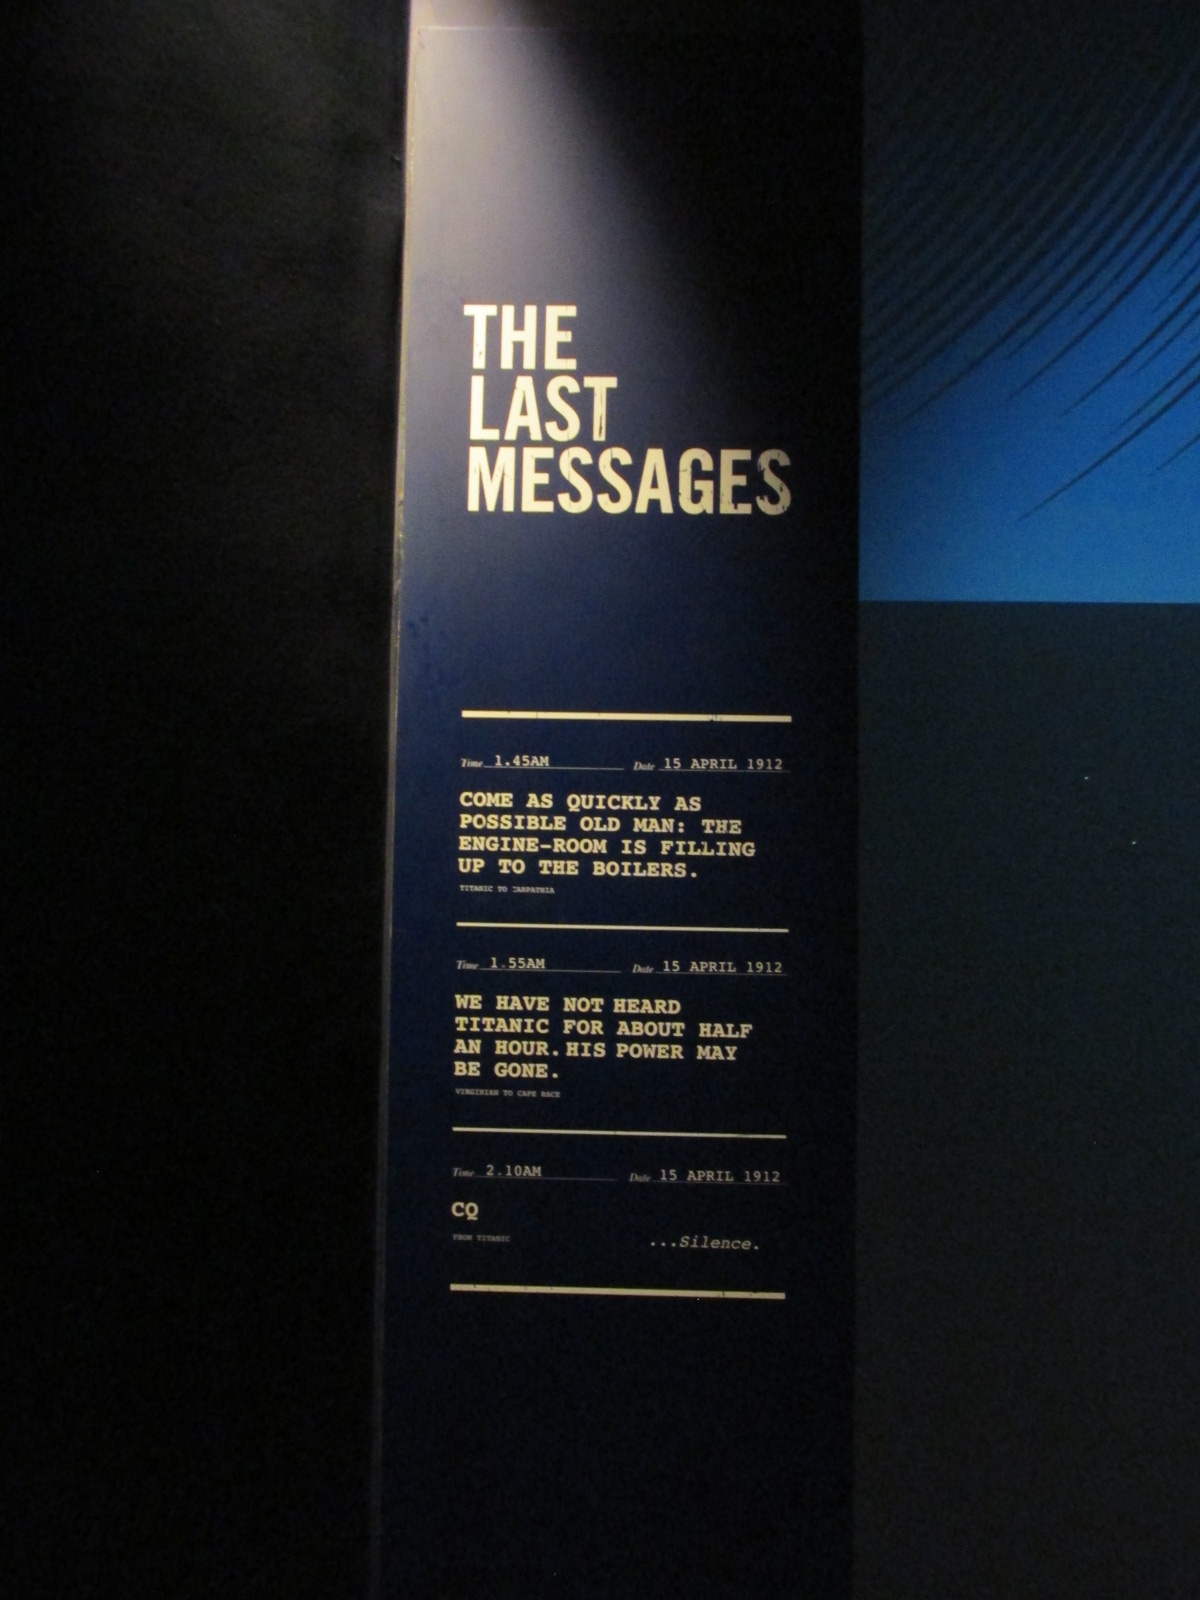 THE
LAST
MESSAGES
Time 1.45AM Date 15 APRIL 1912
COME AS QUICKLY AS
POSSIBLE OLD MAN: THE
ENGINE-ROOM IS FILLING
UP TO THE BOILERS.
TITANIC TO CARPATHIA
Time 1.55AM Date 15 APRIL 1912
WE HAVE NOT HEARD
TITANIC FOR ABOUT HALF
AN HOUR. HIS POWER MAY
BE GONE.
VIRGINIAN TO CAPE RACE
Time 2.10AM Date 15 APRIL 1912
CQ
FROM TITANIC ...Silence.